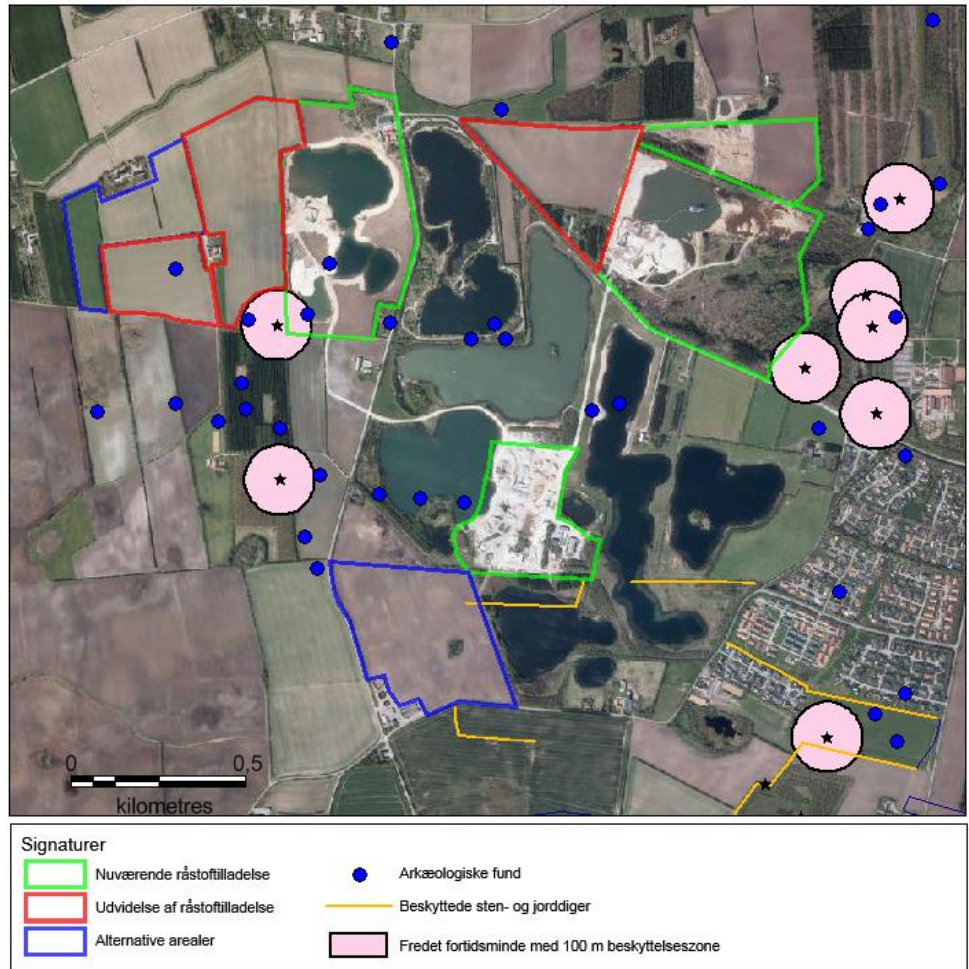 0
0,5
kilometres
Signaturer
Nuværende råstoftilladelse
Udvidelse af råstoftilladelse
Alternative arealer
Arkæologiske fund
Beskyttede sten- og jorddiger
Fredet fortidsminde med 100 m beskyttelseszone